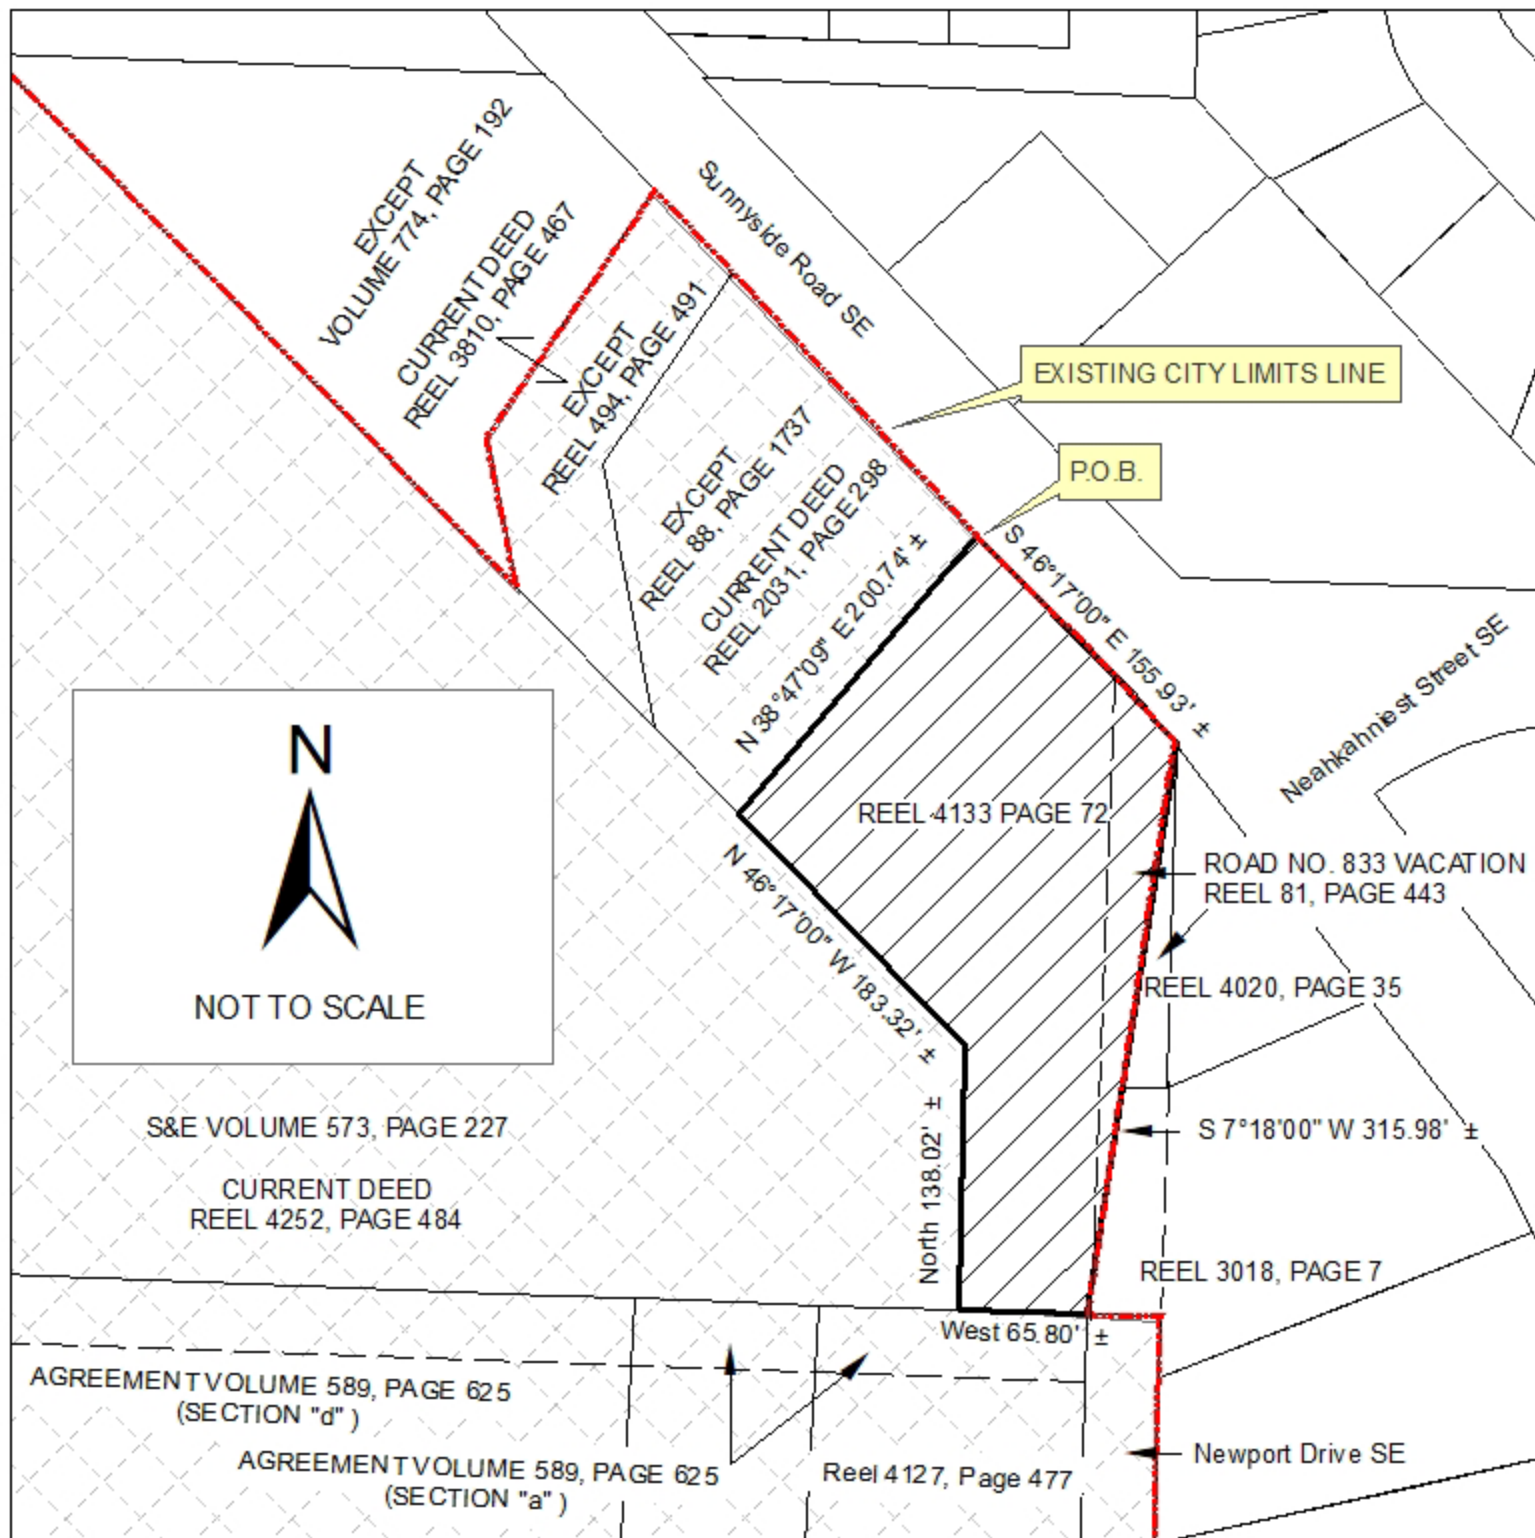 EXCEPT
VOLUME 774, PAGE 192
CURRENT DEED
REEL 3810, PAGE 467
EXCEPT
REEL 494, PAGE 491
Sunnyside Road SE
EXISTING CITY LIMITS LINE
P.O.B.
EXCEPT
REEL 88, PAGE 1737
CURRENT DEED
REEL 2031, PAGE 298
N 38°47'09" E 200.74' ±
S 46°17'00" E 155.93' ±
Neahkahniest Street SE
N
NOT TO SCALE
REEL 4133 PAGE 72
ROAD NO. 833 VACATION
REEL 81, PAGE 443
N 46°17'00" W 183.32' ±
REEL 4020, PAGE 35
S&E VOLUME 573, PAGE 227
CURRENT DEED
REEL 4252, PAGE 484
North 138.02' ±
S 7°18'00" W 315.98' ±
REEL 3018, PAGE 7
West 65.80' ±
AGREEMENT VOLUME 589, PAGE 625
(SECTION "d" )
AGREEMENT VOLUME 589, PAGE 625
(SECTION "a" )
Reel 4127, Page 477
Newport Drive SE